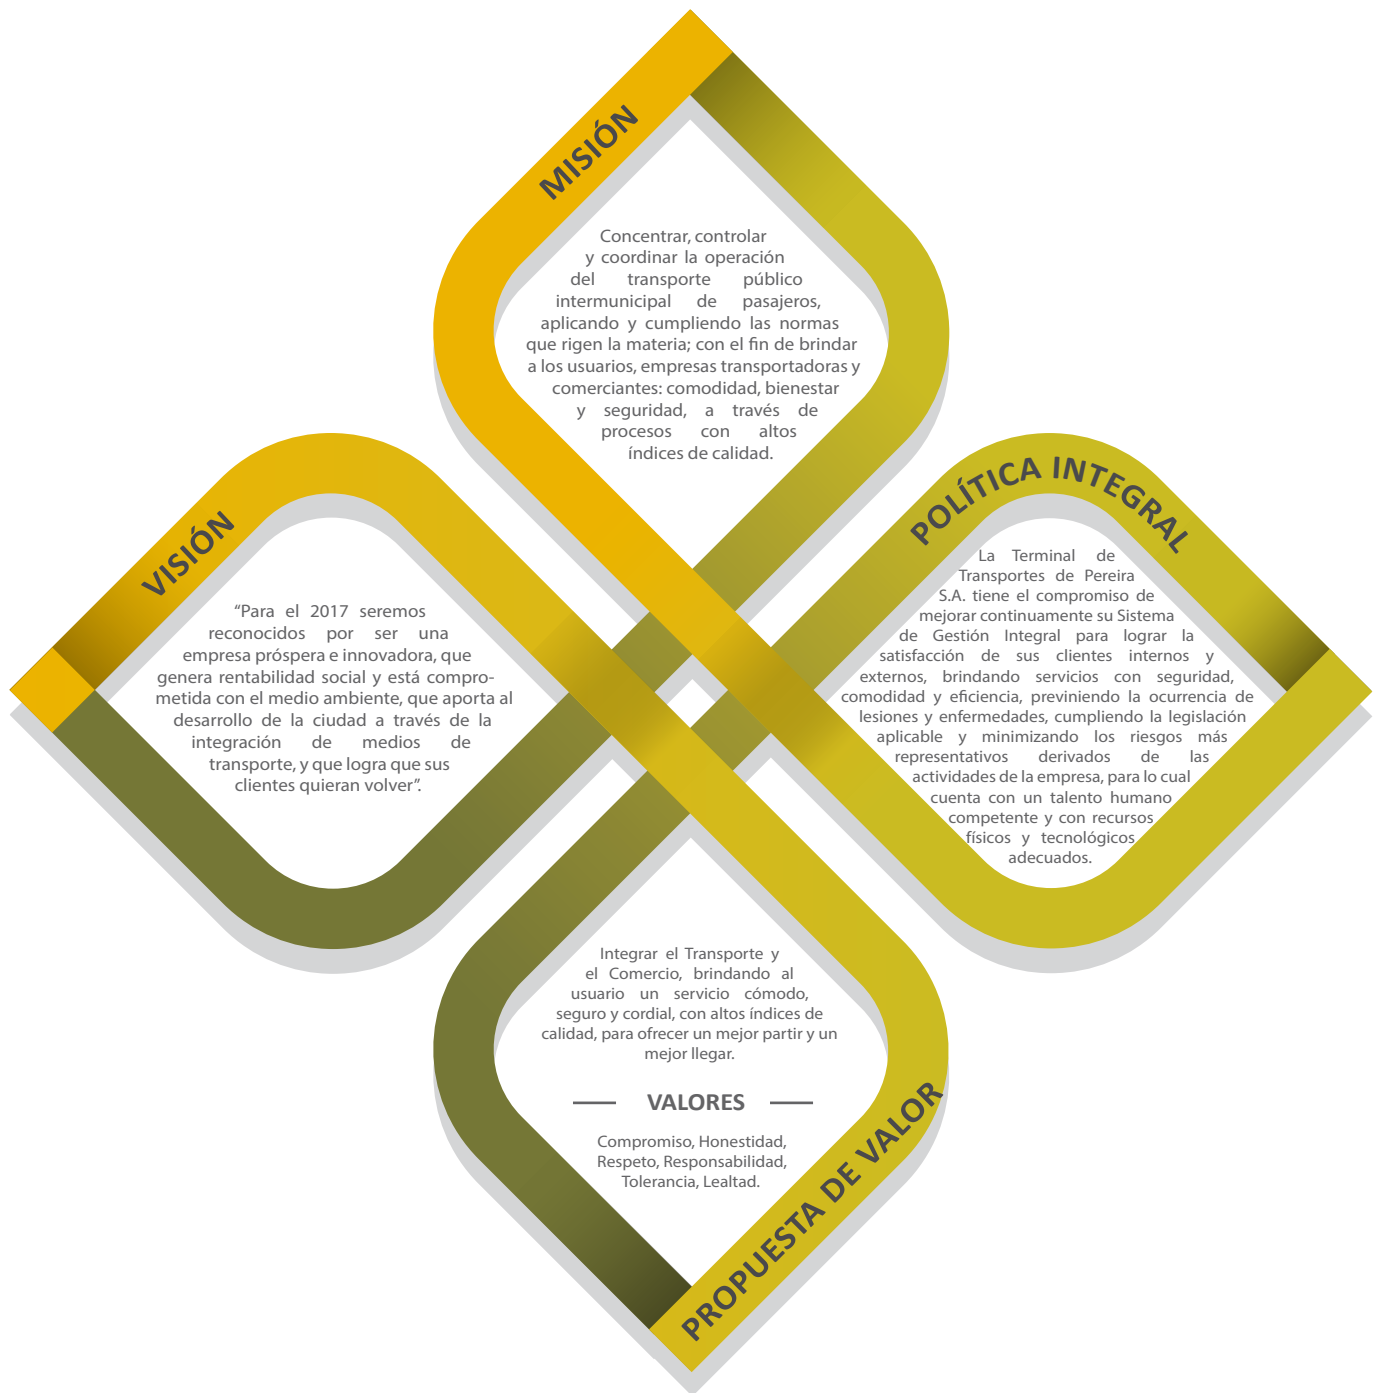 MISIÓN
Concentrar, controlar
y coordinar la operación
del transporte público
intermunicipal de pasajeros,
aplicando y cumpliendo las normas
que rigen la materia; con el fin de brindar
a los usuarios, empresas transportadoras y
comerciantes: comodidad, bienestar
y seguridad, a través de
procesos con altos
índices de calidad.
VISIÓN
“Para el 2017 seremos
reconocidos por ser una
empresa próspera e innovadora, que
genera rentabilidad social y está compro-
metida con el medio ambiente, que aporta al
desarrollo de la ciudad a través de la
integración de medios de
transporte, y que logra que sus
clientes quieran volver”.
POLÍTICA INTEGRAL
La Terminal de
Transportes de Pereira
S.A. tiene el compromiso de
mejorar continuamente su Sistema
de Gestión Integral para lograr la
satisfacción de sus clientes internos y
externos, brindando servicios con seguridad,
comodidad y eficiencia, previniendo la ocurrencia de
lesiones y enfermedades, cumpliendo la legislación
aplicable y minimizando los riesgos más
representativos derivados de las
actividades de la empresa, para lo cual
cuenta con un talento humano
competente y con recursos
físicos y tecnológicos
adecuados.
Integrar el Transporte y
el Comercio, brindando al
usuario un servicio cómodo,
seguro y cordial, con altos índices de
calidad, para ofrecer un mejor partir y un
mejor llegar.
VALORES
Compromiso, Honestidad,
Respeto, Responsabilidad,
Tolerancia, Lealtad.
PROPUESTA DE VALOR